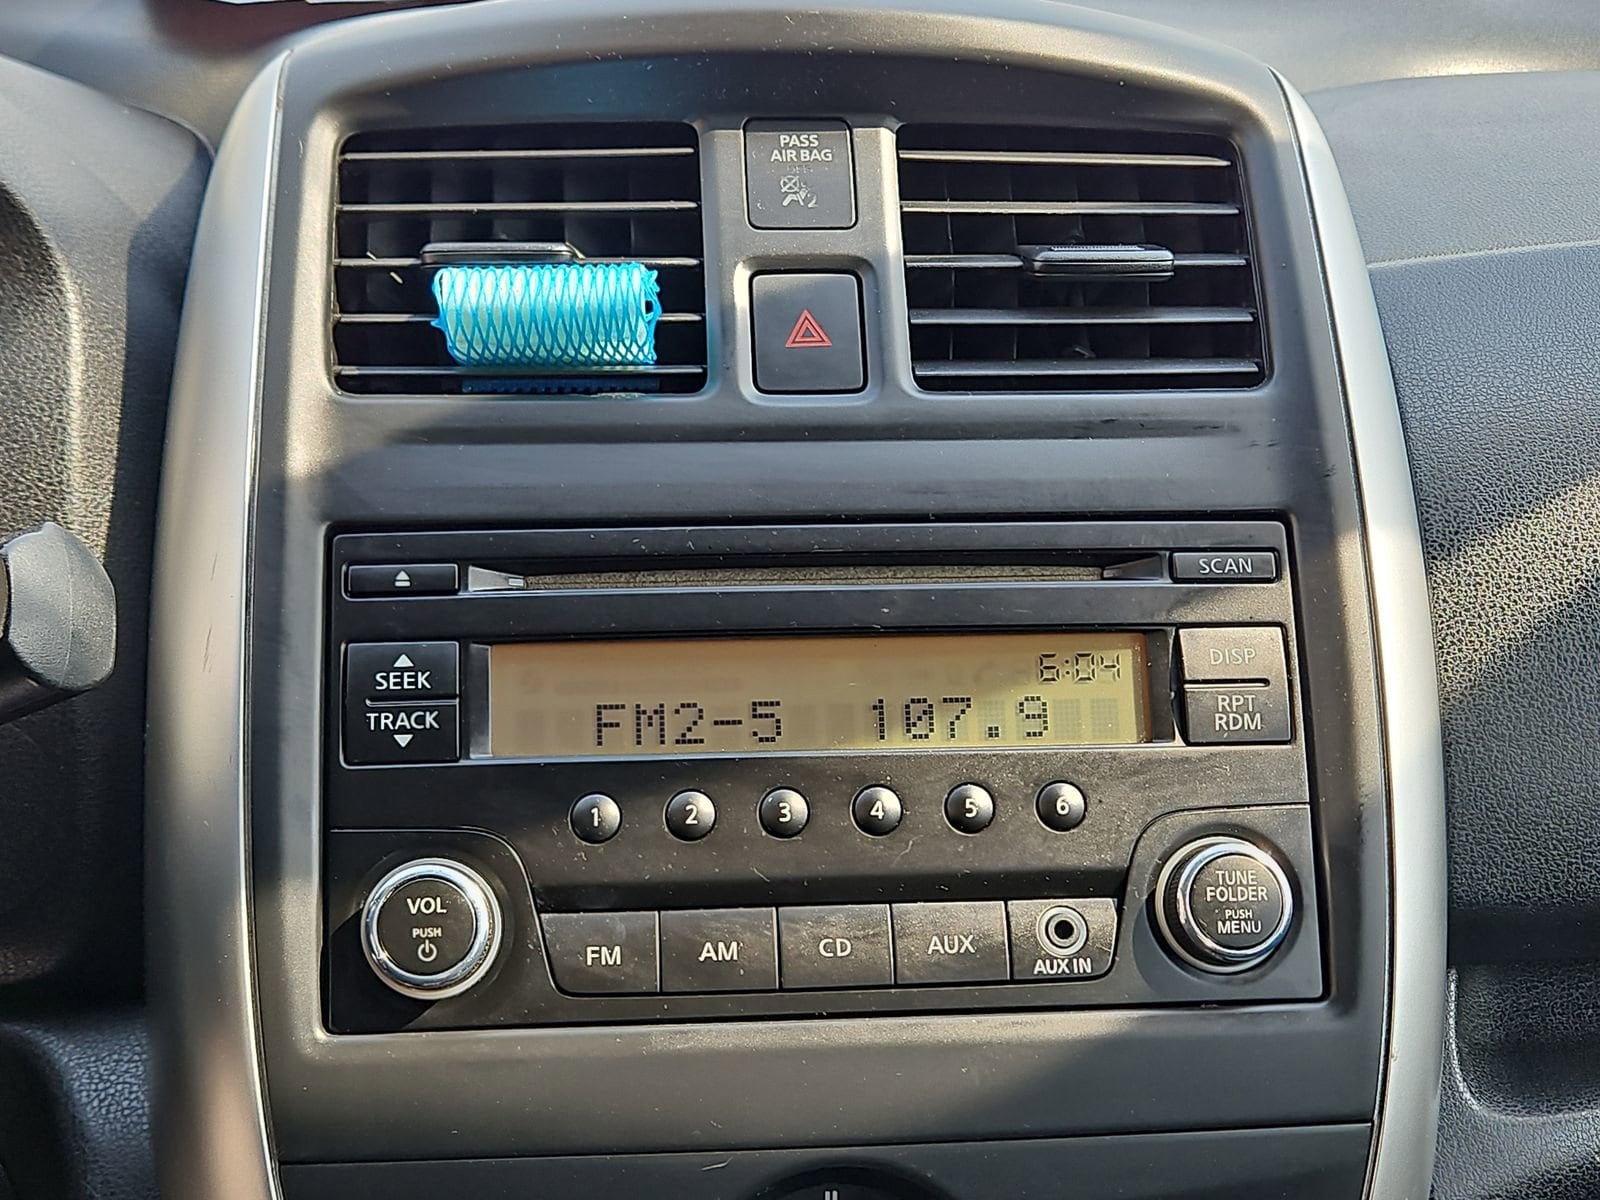 PASS
AIR BAG
OFF
SCAN
SEEK
TRACK
6:04
FM2-5 107.9
DISP
RPT
RDM
1 2 3 4 5 6
VOL
PUSH
FM AM CD AUX
AUX IN
TUNE
FOLDER
PUSH
MENU